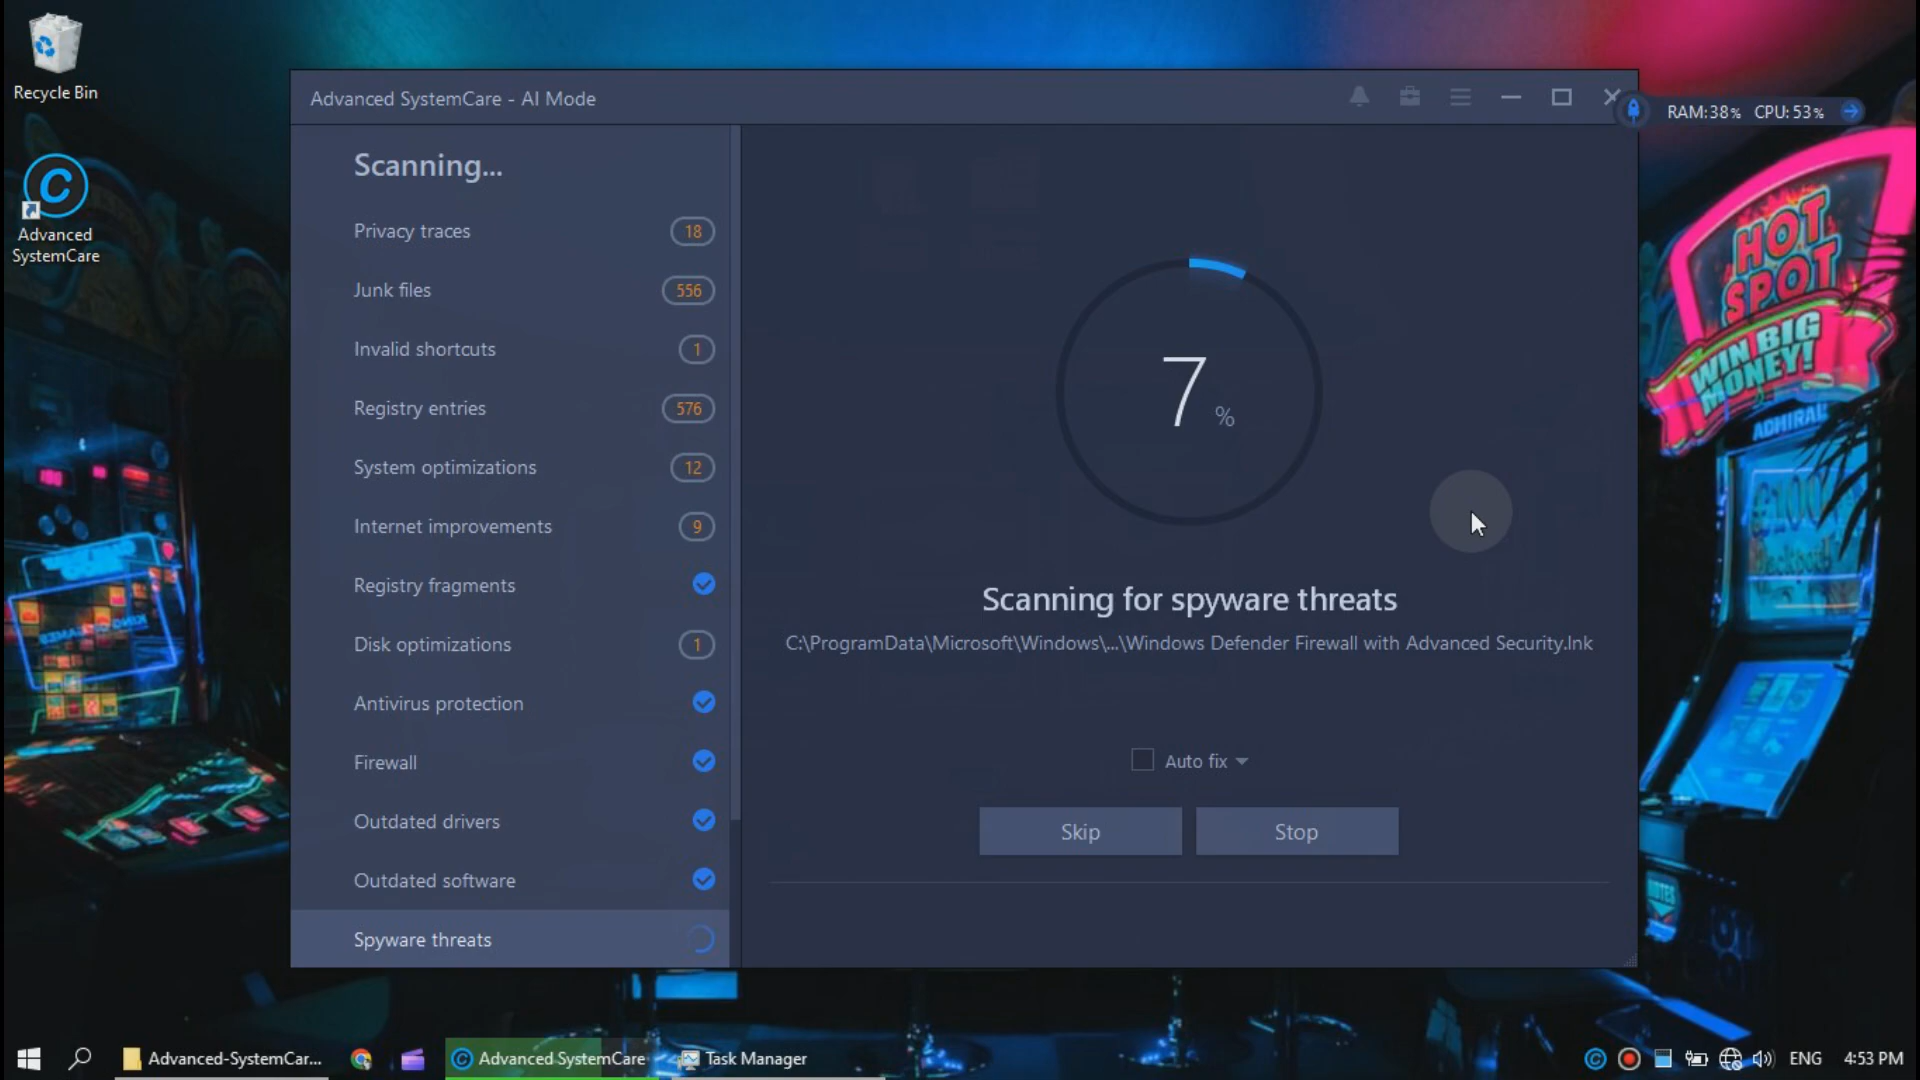 Recycle Bin
Advanced
SystemCare
Advanced SystemCare - AI Mode
RAM:38% CPU: 53%
Scanning...
Privacy traces 18
Junk files 556
Invalid shortcuts 1
Registry entries 576
System optimizations 12
Internet improvements 9
Registry fragments
Disk optimizations 1
Antivirus protection
Firewall
Outdated drivers
Outdated software
Spyware threats
7 %
Scanning for spyware threats
C:\ProgramData\Microsoft\Windows\...\Windows Defender Firewall with Advanced Security.lnk
Auto fix
Skip
Stop
HOT
SPOT
WIN BIG
MONEY!
ADMIRAL
Advanced-SystemCar...
Advanced SystemCare
Task Manager
ENG
4:53 PM